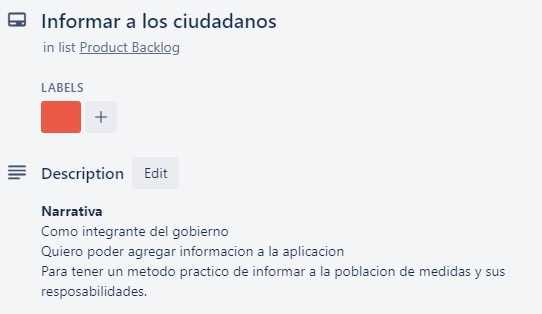 Informar a los ciudadanos
in list Product Backlog
LABELS
+
Description Edit
Narrativa
Como integrante del gobierno
Quiero poder agregar informacion a la aplicacion
Para tener un metodo practico de informar a la poblacion de medidas y sus
resposabilidades.